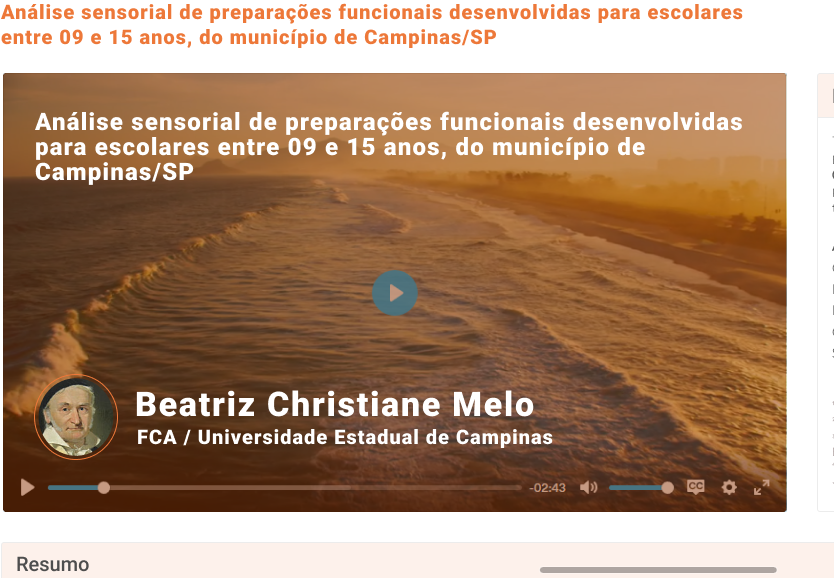 Análise sensorial de preparações funcionais desenvolvidas para escolares
entre 09 e 15 anos, do município de Campinas/SP
Análise sensorial de preparações funcionais desenvolvidas
para escolares entre 09 e 15 anos, do município de
Campinas/SP
Beatriz Christiane Melo
FCA / Universidade Estadual de Campinas
-02:43
CC
Resumo